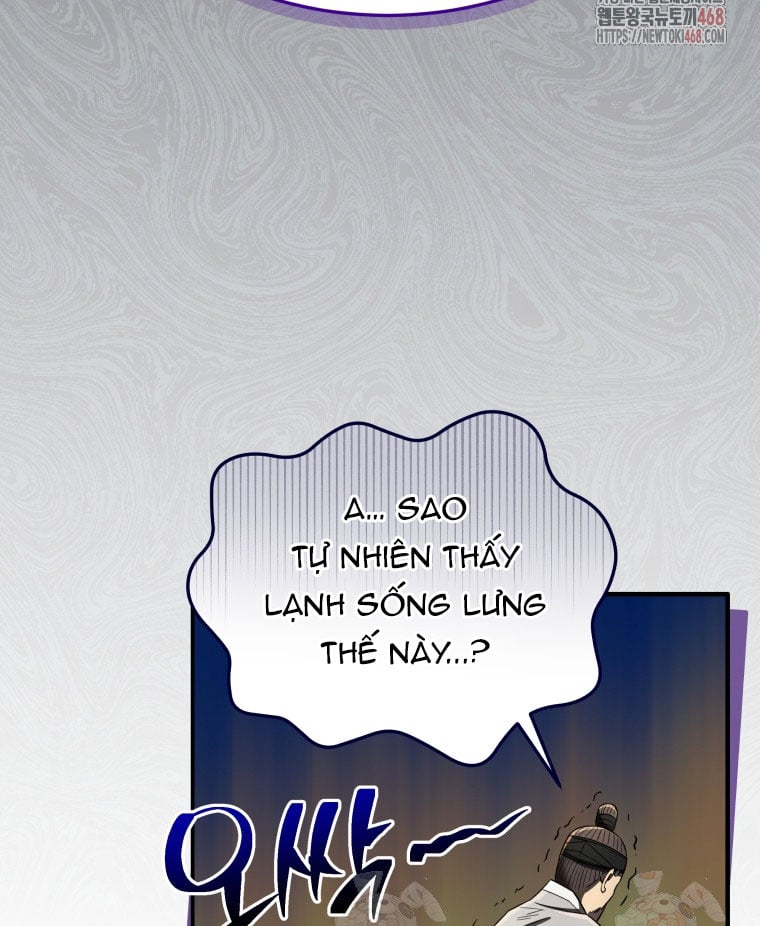 웹툰왕국뉴토끼468
HTTPS://NEWTOKI468.COM
A... SAO
TỰ NHIÊN THẤY
LẠNH SỐNG LƯNG
THẾ NÀY...?
오싹~